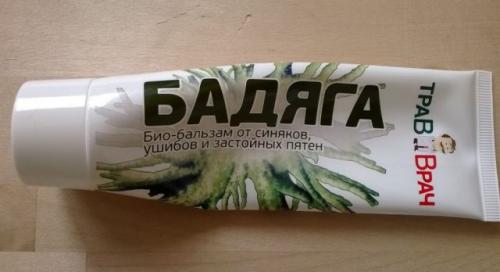 БАДЯГА
Био-бальзам от синяков,
ушибов и застойных пятен
ТРАВ
ВРАЧ